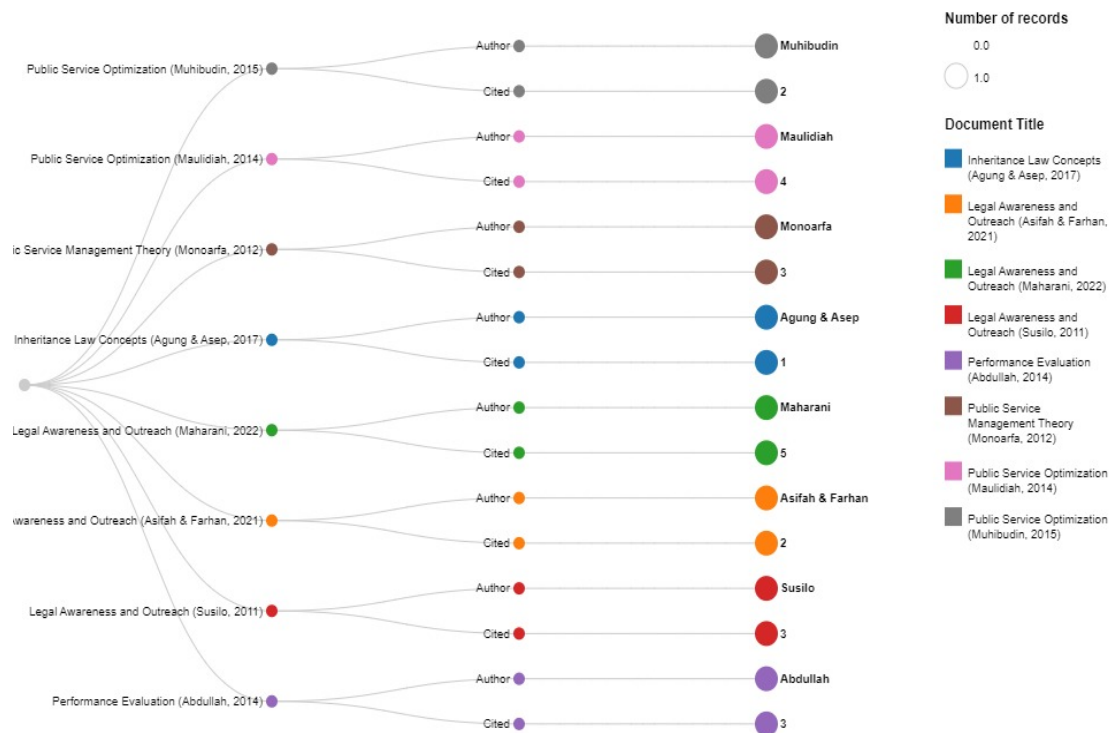 Public Service Optimization (Muhibudin, 2015)
Author
Muhibudin
Cited
2
Public Service Optimization (Maulidiah, 2014)
Author
Maulidiah
Cited
4
ic Service Management Theory (Monoarfa, 2012)
Author
Monoarfa
Cited
3
Inheritance Law Concepts (Agung & Asep, 2017)
Author
Agung & Asep
Cited
1
Legal Awareness and Outreach (Maharani, 2022)
Author
Maharani
Cited
5
Awareness and Outreach (Asifah & Farhan, 2021)
Author
Asifah & Farhan
Cited
2
Legal Awareness and Outreach (Susilo, 2011)
Author
Susilo
Cited
3
Performance Evaluation (Abdullah, 2014)
Author
Abdullah
Cited
3
Number of records
0.0
1.0
Document Title
Inheritance Law Concepts
(Agung & Asep, 2017)
Legal Awareness and
Outreach (Asifah & Farhan,
2021)
Legal Awareness and
Outreach (Maharani, 2022)
Legal Awareness and
Outreach (Susilo, 2011)
Performance Evaluation
(Abdullah, 2014)
Public Service
Management Theory
(Monoarfa, 2012)
Public Service Optimization
(Maulidiah, 2014)
Public Service Optimization
(Muhibudin, 2015)